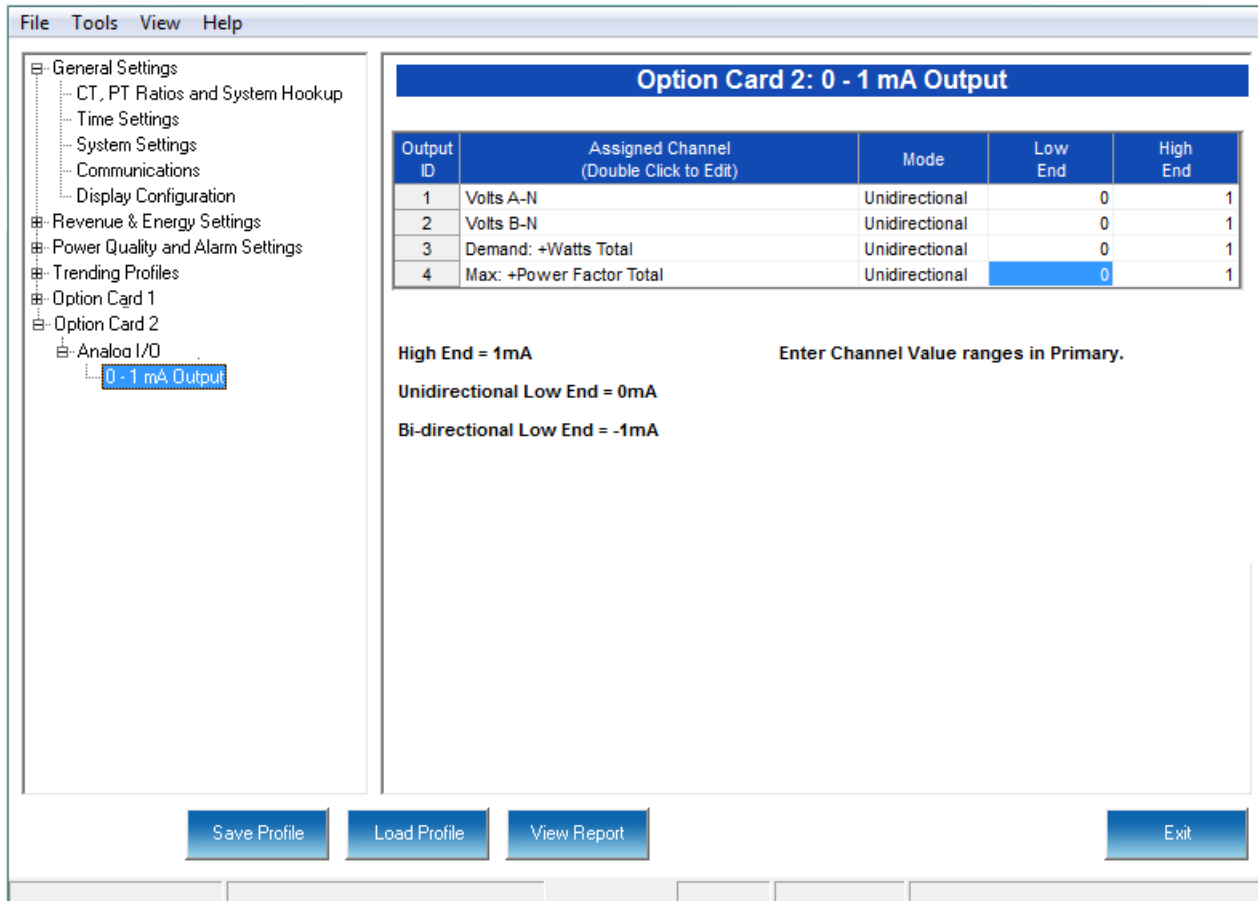 File Tools View Help
General Settings
CT, PT Ratios and System Hookup
Time Settings
System Settings
Communications
Display Configuration
Revenue & Energy Settings
Power Quality and Alarm Settings
Trending Profiles
Option Card 1
Option Card 2
Analog I/O
0 - 1 mA Output
Option Card 2: 0 - 1 mA Output
Output ID Assigned Channel (Double Click to Edit) Mode Low End High End
1 Volts A-N Unidirectional 0 1
2 Volts B-N Unidirectional 0 1
3 Demand: +Watts Total Unidirectional 0 1
4 Max: +Power Factor Total Unidirectional 0 1
High End = 1mA Enter Channel Value ranges in Primary.
Unidirectional Low End = 0mA
Bi-directional Low End = -1mA
Save Profile Load Profile View Report Exit